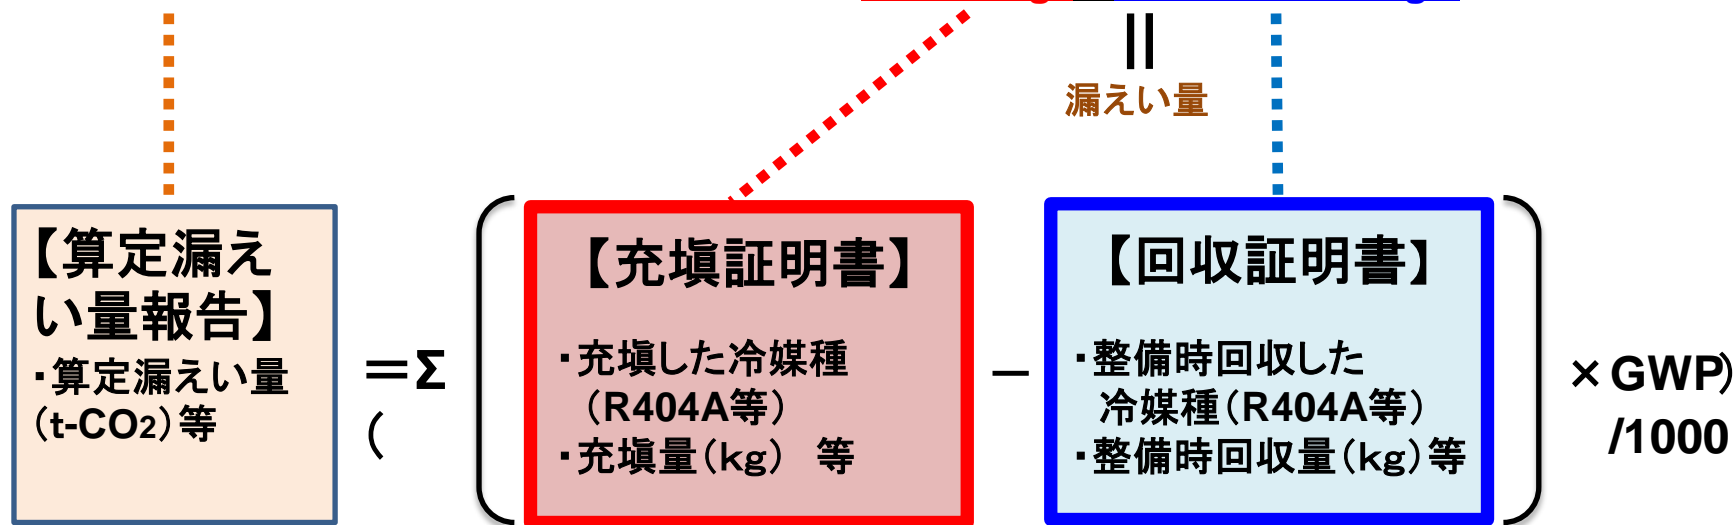 漏えい量
【算定漏え
い量報告】
・算定漏えい量
(t-CO2)等
＝Σ
(
【充填証明書】
・充填した冷媒種
(R404A等)
・充填量(kg) 等
－
【回収証明書】
・整備時回収した
冷媒種(R404A等)
・整備時回収量(kg)等
×GWP)
/1000